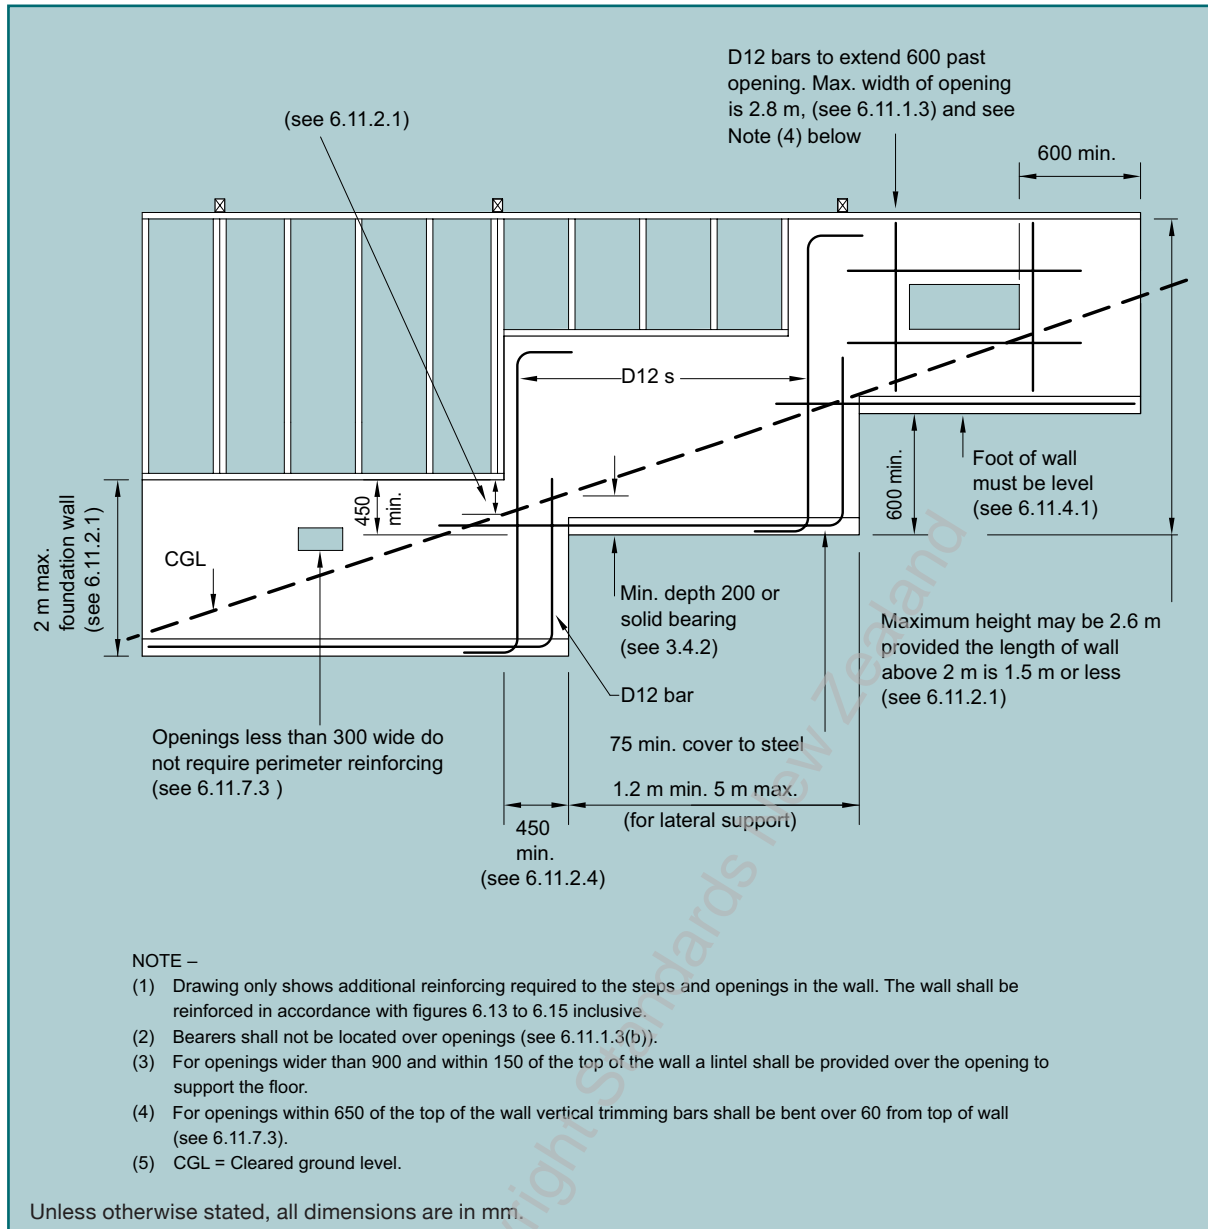 D12 bars to extend 600 past
opening. Max. width of opening
is 2.8 m, (see 6.11.1.3) and see
Note (4) below
(see 6.11.2.1)
600 min.
D12 s
450
min.
600 min.
Foot of wall
must be level
(see 6.11.4.1)
2 m max.
foundation wall
(see 6.11.2.1)
CGL
Min. depth 200 or
solid bearing
(see 3.4.2)
Maximum height may be 2.6 m
provided the length of wall
above 2 m is 1.5 m or less
(see 6.11.2.1)
D12 bar
Openings less than 300 wide do
not require perimeter reinforcing
(see 6.11.7.3 )
75 min. cover to steel
1.2 m min. 5 m max.
(for lateral support)
450
min.
(see 6.11.2.4)
NOTE –
(1) Drawing only shows additional reinforcing required to the steps and openings in the wall. The wall shall be
reinforced in accordance with figures 6.13 to 6.15 inclusive.
(2) Bearers shall not be located over openings (see 6.11.1.3(b)).
(3) For openings wider than 900 and within 150 of the top of the wall a lintel shall be provided over the opening to
support the floor.
(4) For openings within 650 of the top of the wall vertical trimming bars shall be bent over 60 from top of wall
(see 6.11.7.3).
(5) CGL = Cleared ground level.
Unless otherwise stated, all dimensions are in mm.
Standards New Zealand